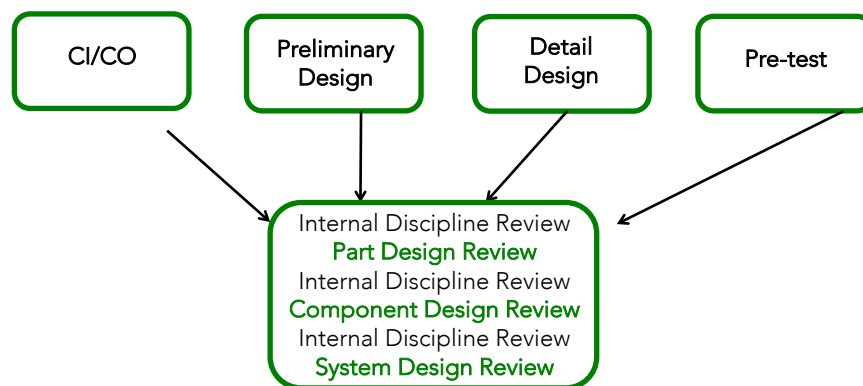 CI/CO
Preliminary
Design
Detail
Design
Pre-test
Internal Discipline Review
Part Design Review
Internal Discipline Review
Component Design Review
Internal Discipline Review
System Design Review